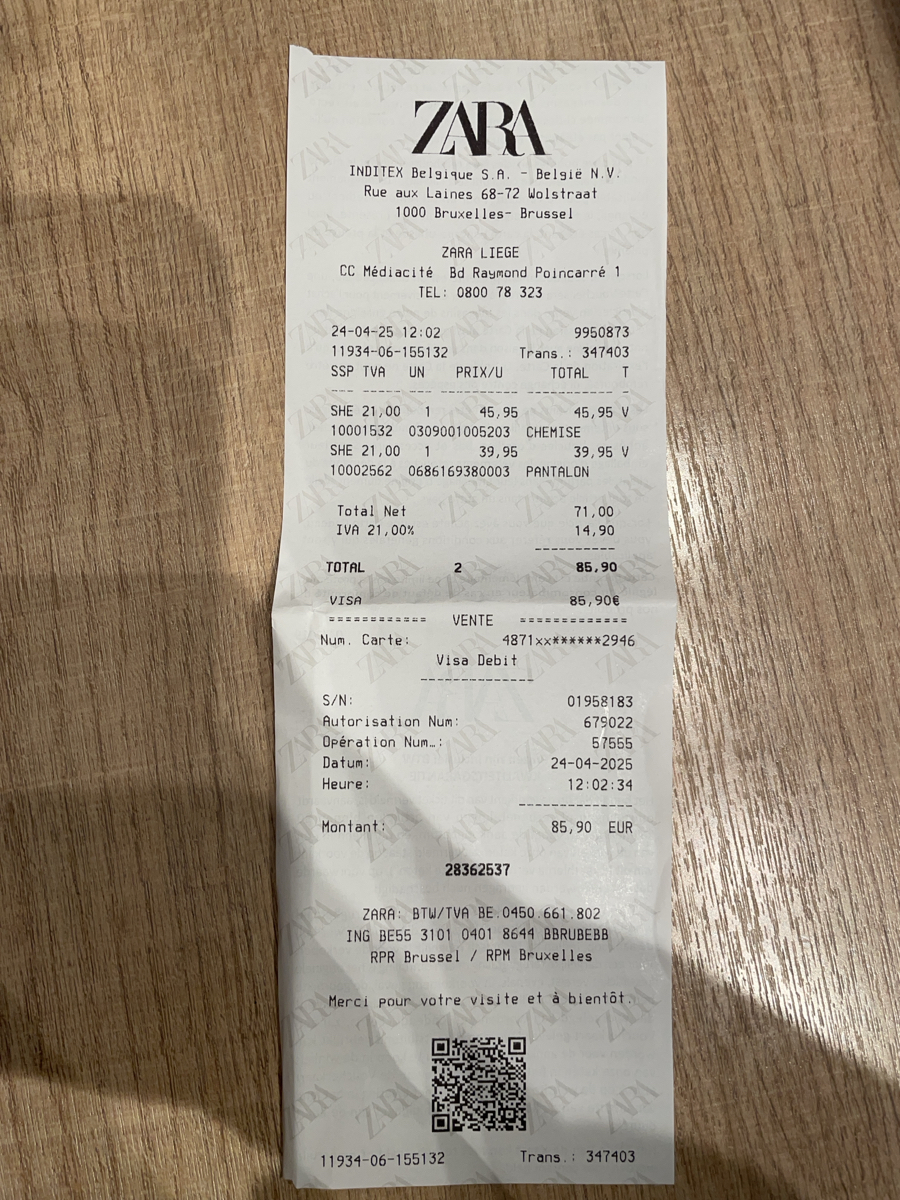 ZARA
INDITEX Belgique S.A. - België N.V.
Rue aux Laines 68-72 Wolstraat
1000 Bruxelles- Brussel
ZARA LIEGE
CC Médiacité Bd Raymond Poincarré 1
TEL: 0800 78 323
24-04-25 12:02 9950873
11934-06-155132 Trans.: 347403
SSP TVA UN PRIX/U TOTAL T
--- ----- --- ---------- ----------- -
SHE 21,00 1 45,95 45,95 V
10001532 0309001005203 CHEMISE
SHE 21,00 1 39,95 39,95 V
10002562 0686169380003 PANTALON
Total Net 71,00
IVA 21,00% 14,90
----------
TOTAL 2 85,90
VISA 85,90€
============ VENTE =============
Num. Carte: 4871xx******2946
Visa Debit
--------------
S/N: 01958183
Autorisation Num: 679022
Opération Num…: 57555
Datum: 24-04-2025
Heure: 12:02:34
--------------
Montant: 85,90 EUR
28362537
ZARA: BTW/TVA BE.0450.661.802
ING BE55 3101 0401 8644 BBRUBEBB
RPR Brussel / RPM Bruxelles
Merci pour votre visite et à bientôt.
11934-06-155132 Trans.: 347403